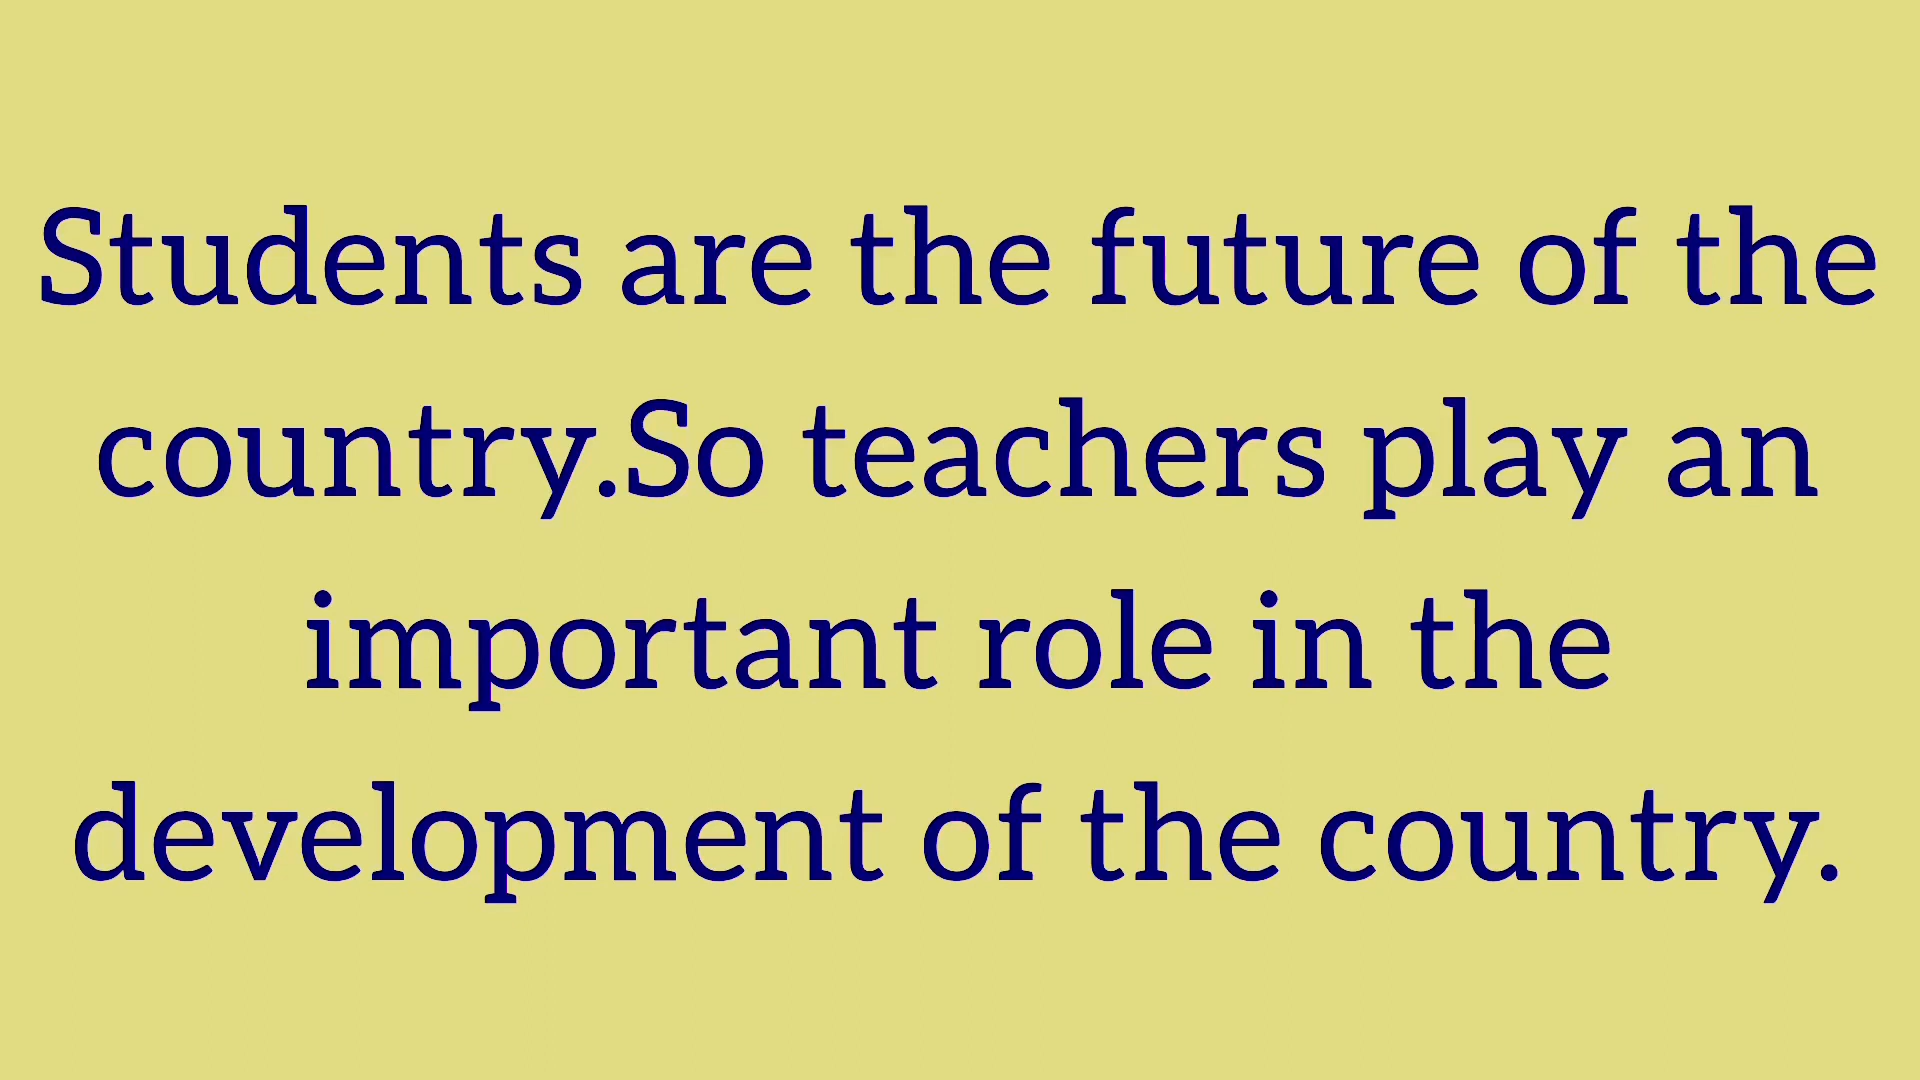 Students are the future of the
country.So teachers play an
important role in the
development of the country.